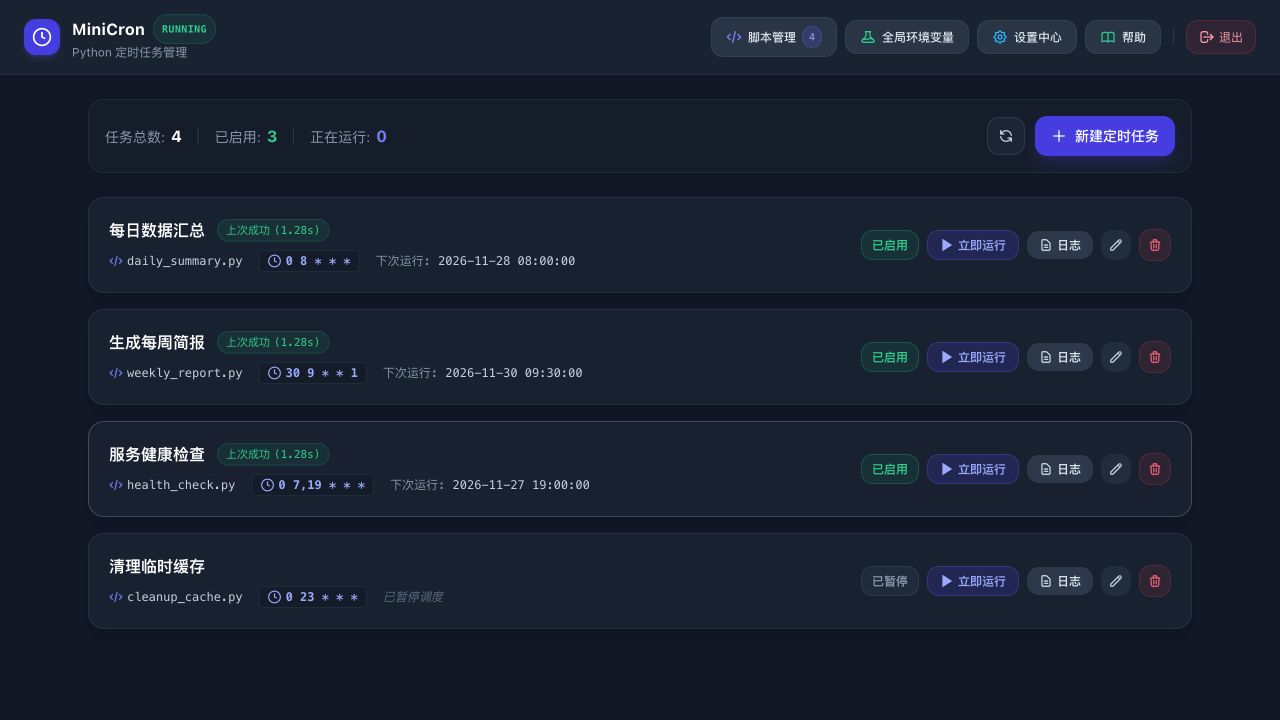 MiniCron RUNNING
Python 定时任务管理
脚本管理 4
全局环境变量
设置中心
帮助
退出
任务总数: 4
已启用: 3
正在运行: 0
新建定时任务
每日数据汇总 上次成功 (1.28s)
daily_summary.py 0 8 * * * 下次运行: 2026-11-28 08:00:00
已启用 立即运行 日志
生成每周简报 上次成功 (1.28s)
weekly_report.py 30 9 * * 1 下次运行: 2026-11-30 09:30:00
已启用 立即运行 日志
服务健康检查 上次成功 (1.28s)
health_check.py 0 7,19 * * * 下次运行: 2026-11-27 19:00:00
已启用 立即运行 日志
清理临时缓存
cleanup_cache.py 0 23 * * * 已暂停调度
已暂停 立即运行 日志